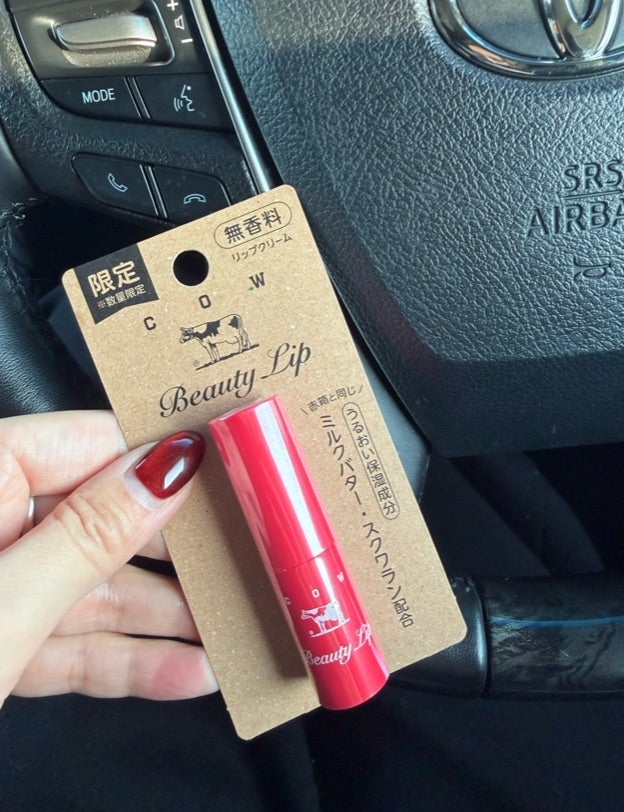 MODE
SRS
AIRBA
無香料
リップクリーム
限定
※数量限定
COW
Beauty Lip
\赤箱と同じ/
うるおい保湿成分
ミルクバター・スクワラン配合
COW
Beauty Lip